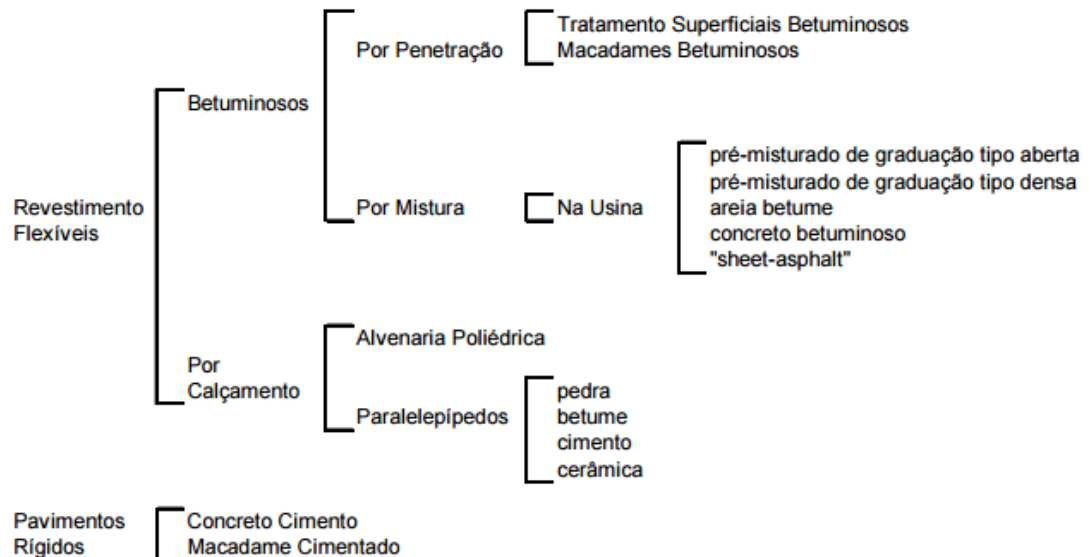 Tratamento Superficiais Betuminosos
Por Penetração
Macadames Betuminosos
Betuminosos
pré-misturado de graduação tipo aberta
pré-misturado de graduação tipo densa
Revestimento
Flexíveis
Por Mistura
Na Usina
areia betume
concreto betuminoso
"sheet-asphalt"
Alvenaria Poliédrica
Por
Calçamento
Paralelepípedos
pedra
betume
cimento
cerâmica
Pavimentos
Rígidos
Concreto Cimento
Macadame Cimentado